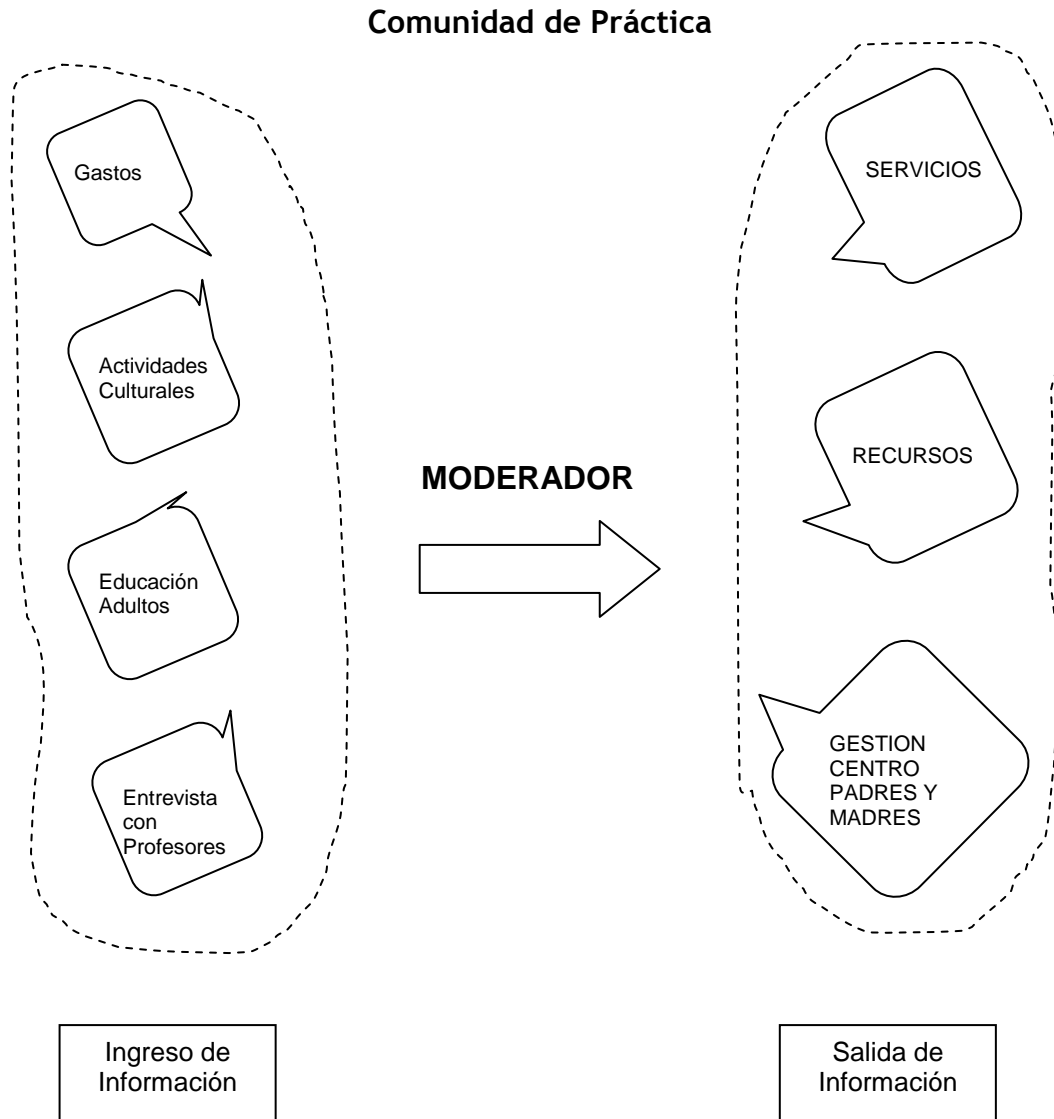 Comunidad de Práctica
Gastos
Actividades
Culturales
Educación
Adultos
Entrevista
con
Profesores
MODERADOR
SERVICIOS
RECURSOS
GESTION
CENTRO
PADRES Y
MADRES
Ingreso de
Información
Salida de
Información